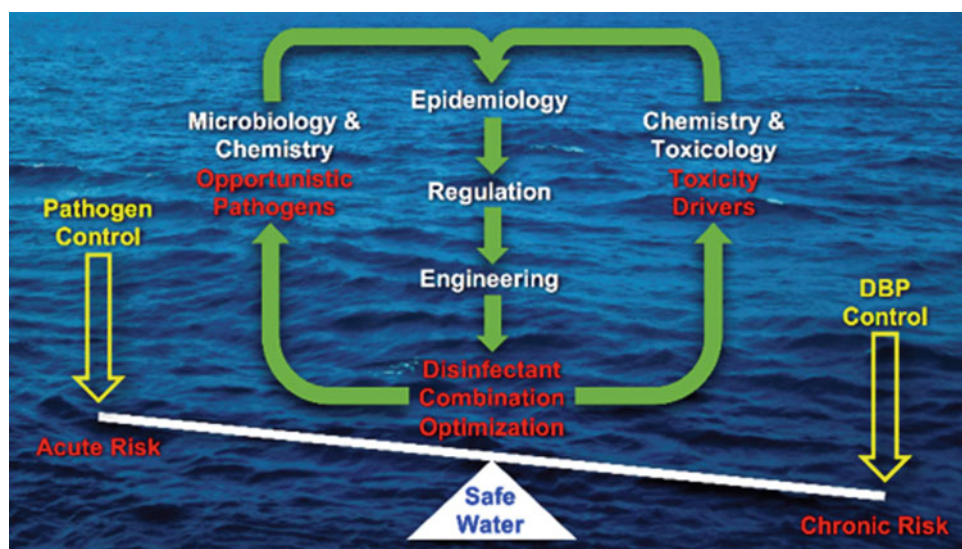 Epidemiology
Microbiology &
Chemistry
Opportunistic
Pathogens
Chemistry &
Toxicology
Toxicity
Drivers
Regulation
Pathogen
Control
Engineering
DBP
Control
Disinfectant
Combination
Optimization
Acute Risk
Safe
Water
Chronic Risk